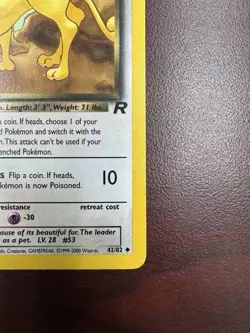 s. Length: 3' 3", Weight: 71 lbs.
R
a coin. If heads, choose 1 of your
d Pokémon and switch it with the
. This attack can't be used if your
enched Pokémon.
s Flip a coin. If heads,
okémon is now Poisoned.
10
resistance retreat cost
-30
cause of its beautiful fur. The leader
as a pet. LV. 28 #53
do, Creatures, GAMEFREAK. ©1999-2000 Wizards.
42/82